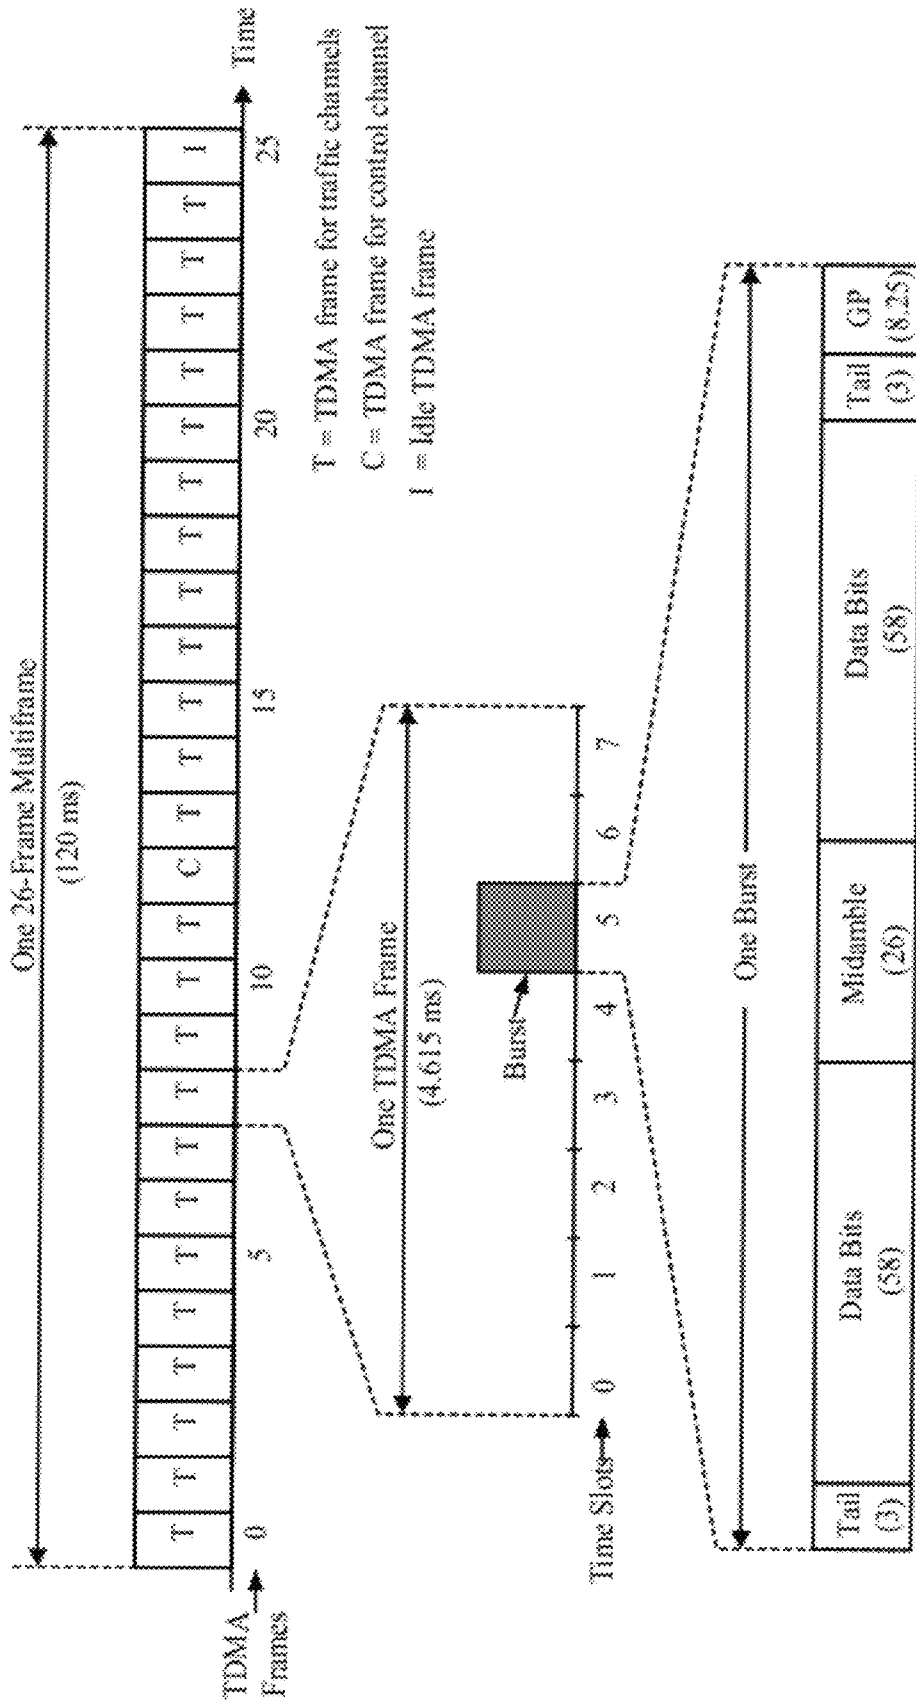 One 26-Frame Multiframe
(120 ms)
T T T T T T T T T T T T C T T T T T T T T T T T T I
TDMA Frames
0 5 10 15 20 25
Time
T = TDMA frame for traffic channels
C = TDMA frame for control channel
I = Idle TDMA frame
One TDMA Frame
(4.615 ms)
Burst
Time Slots
0 1 2 3 4 5 6 7
One Burst
Tail
(3)
Data Bits
(58)
Midamble
(26)
Data Bits
(58)
Tail
(3)
GP
(8.25)